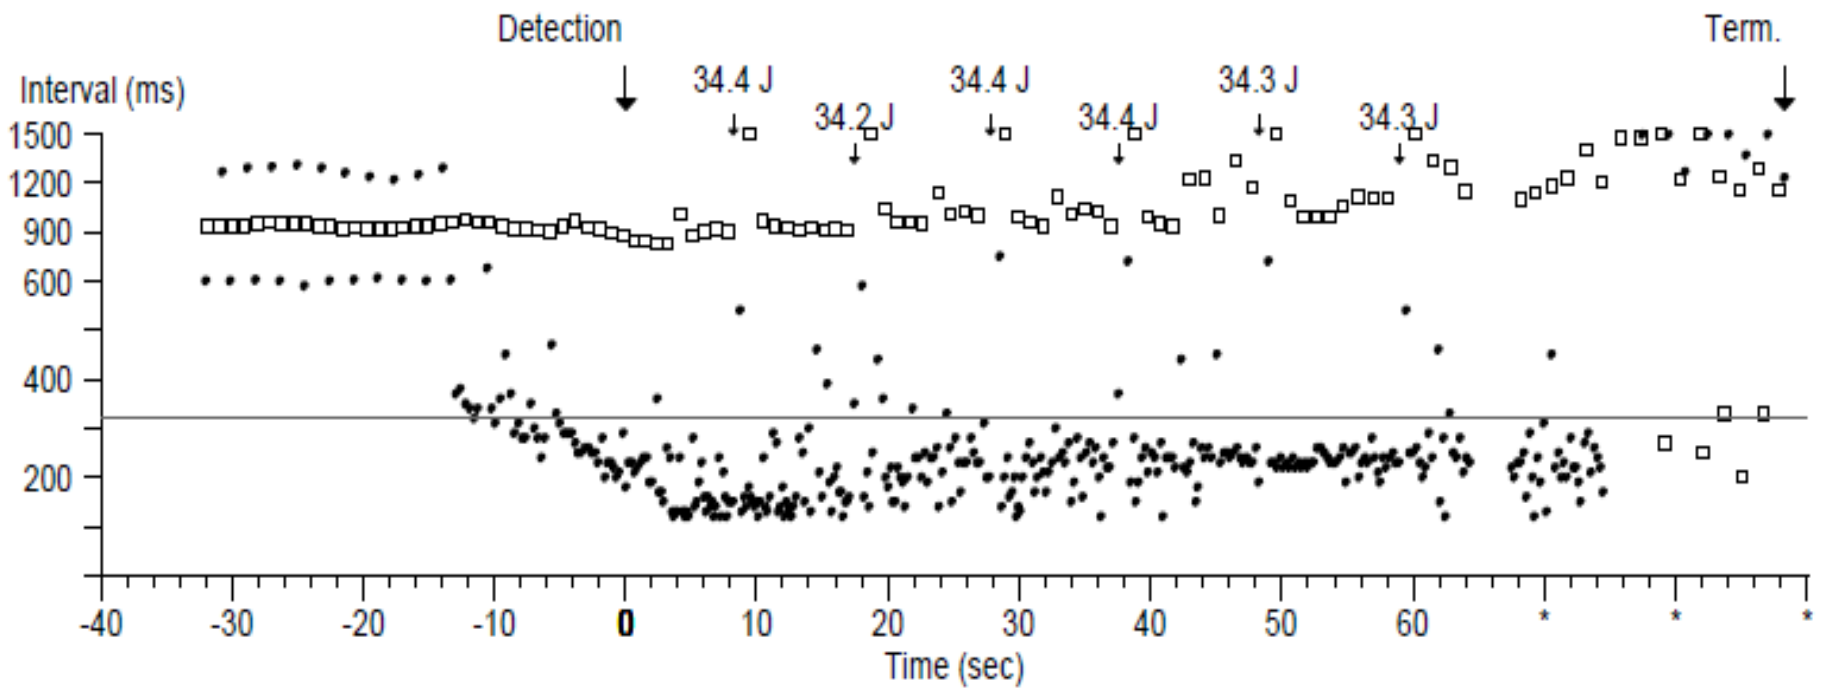 Detection
Term.
34.4 J
34.4 J
34.3 J
Interval (ms)
34.2 J
34.4 J
34.3 J
1500
1200
900
600
400
200
-40 -30 -20 -10 0 10 20 30 40 50 60 * * *
Time (sec)